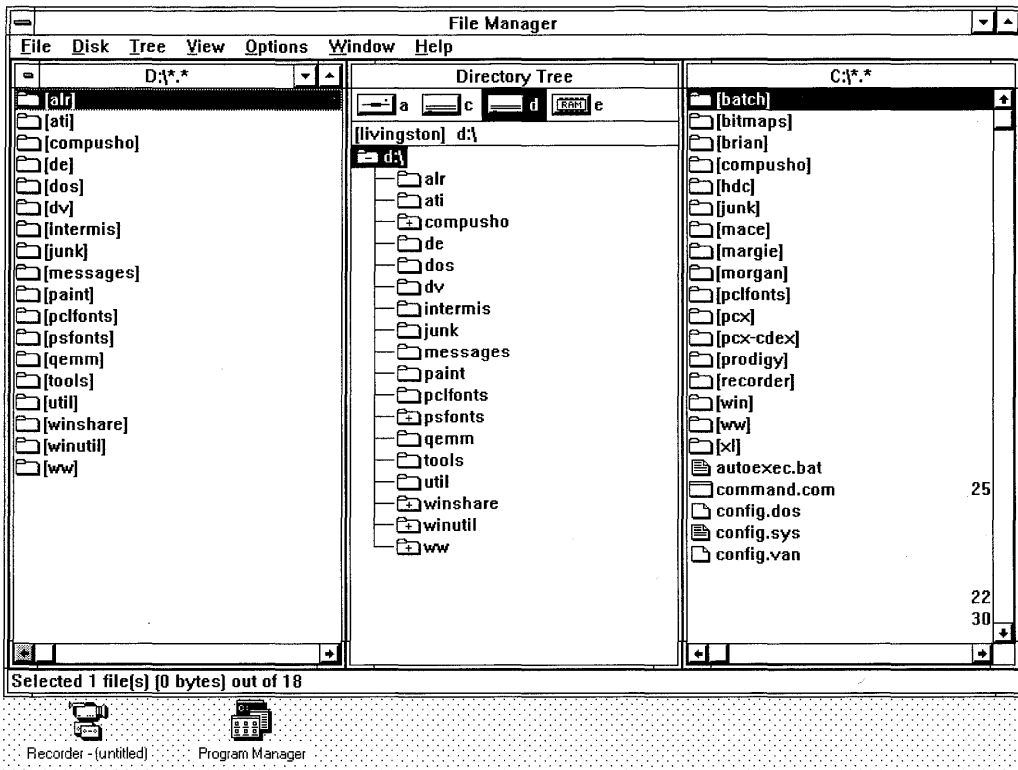 File Manager
File Disk Tree View Options Window Help
D:\*.*
[alr]
[ati]
[compusho]
[de]
[dos]
[dv]
[intermis]
[junk]
[messages]
[paint]
[pclfonts]
[psfonts]
[qemm]
[tools]
[util]
[winshare]
[winutil]
[ww]
Directory Tree
a c d RAM e
[livingston] d:\
d:\
alr
ati
compusho
de
dos
dv
intermis
junk
messages
paint
pclfonts
psfonts
qemm
tools
util
winshare
winutil
ww
C:\*.*
[batch]
[bitmaps]
[brian]
[compusho]
[hdc]
[junk]
[mace]
[margie]
[morgan]
[pclfonts]
[pcx]
[pcx-cdex]
[prodigy]
[recorder]
[win]
[ww]
[xl]
autoexec.bat
command.com 25
config.dos
config.sys
config.van
22
30
Selected 1 file(s) (0 bytes) out of 18
Recorder - (untitled)
Program Manager